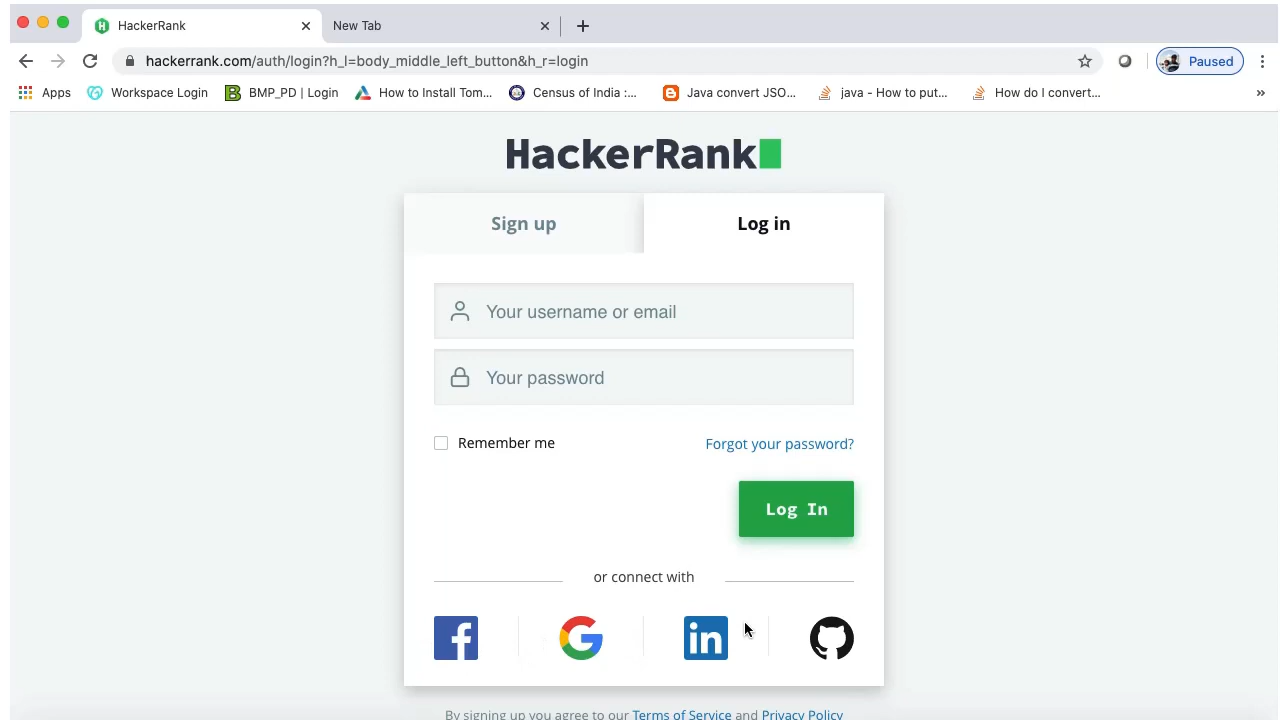 HackerRank
New Tab
hackerrank.com/auth/login?h_l=body_middle_left_button&h_r=login
Paused
Apps
Workspace Login
BMP_PD | Login
How to Install Tom...
Census of India :...
Java convert JSO...
java - How to put...
How do I convert...
»
HackerRank
Sign up
Log in
Your username or email
Your password
Remember me
Forgot your password?
Log In
or connect with
By signing up you agree to our Terms of Service and Privacy Policy